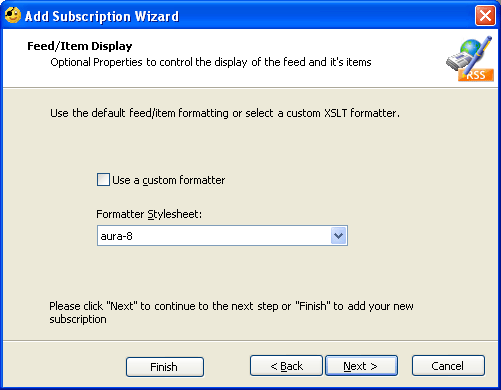 Add Subscription Wizard
Feed/Item Display
Optional Properties to control the display of the feed and it's items
RSS
Use the default feed/item formatting or select a custom XSLT formatter.
Use a custom formatter
Formatter Stylesheet:
aura-8
Please click "Next" to continue to the next step or "Finish" to add your new
subscription
Finish
< Back
Next >
Cancel